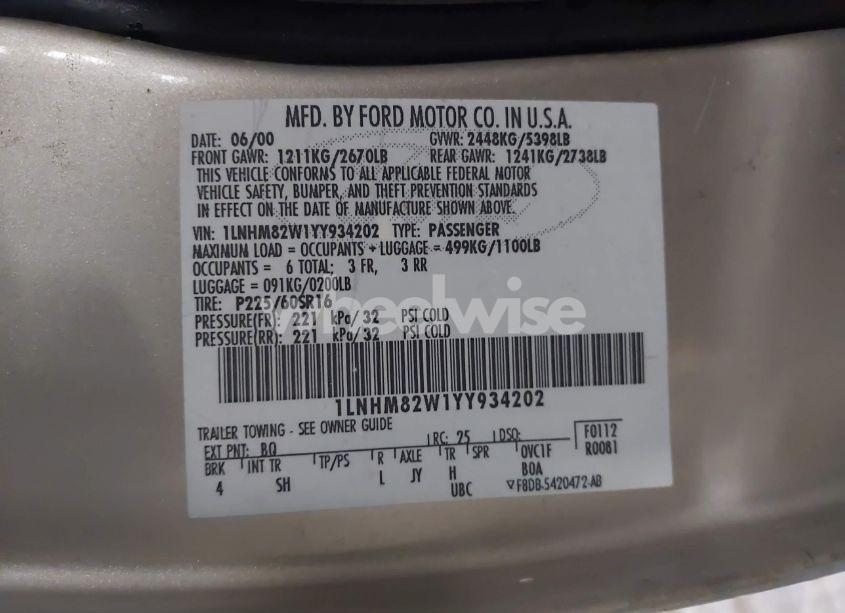 MFD. BY FORD MOTOR CO. IN U.S.A.
DATE: 06/00 GVWR: 2448KG/5398LB
FRONT GAWR: 1211KG/2670LB REAR GAWR: 1241KG/2738LB
THIS VEHICLE CONFORMS TO ALL APPLICABLE FEDERAL MOTOR
VEHICLE SAFETY, BUMPER, AND THEFT PREVENTION STANDARDS
IN EFFECT ON THE DATE OF MANUFACTURE SHOWN ABOVE.
VIN: 1LNHM82W1YY934202 TYPE: PASSENGER
MAXIMUM LOAD = OCCUPANTS + LUGGAGE = 499KG/1100LB
OCCUPANTS = 6 TOTAL; 3 FR, 3 RR
LUGGAGE = 091KG/0200LB
TIRE: P225/60SR16
wheelwise
PRESSURE(FR): 221 kPa/ 32 PSI COLD
PRESSURE(RR): 221 kPa/ 32 PSI COLD
1LNHM82W1YY934202
TRAILER TOWING - SEE OWNER GUIDE
EXT PNT: BQ RC: 25 DSO: F0112
BRK INT TR TP/PS R AXLE TR SPR OVC1F R0081
4 SH L JY H BOA
UBC F8DB-5420472-AB